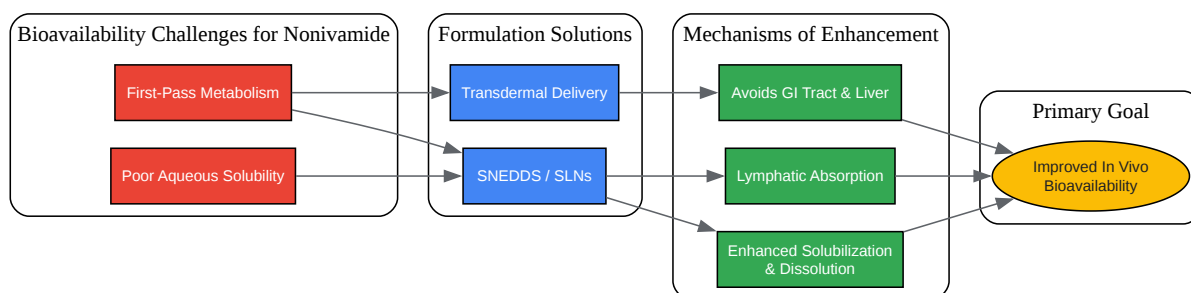 Bioavailability Challenges for Nonivamide
First-Pass Metabolism
Poor Aqueous Solubility
Formulation Solutions
Transdermal Delivery
SNEDDS / SLNs
Mechanisms of Enhancement
Avoids GI Tract & Liver
Lymphatic Absorption
Enhanced Solubilization
& Dissolution
Primary Goal
Improved In Vivo
Bioavailability